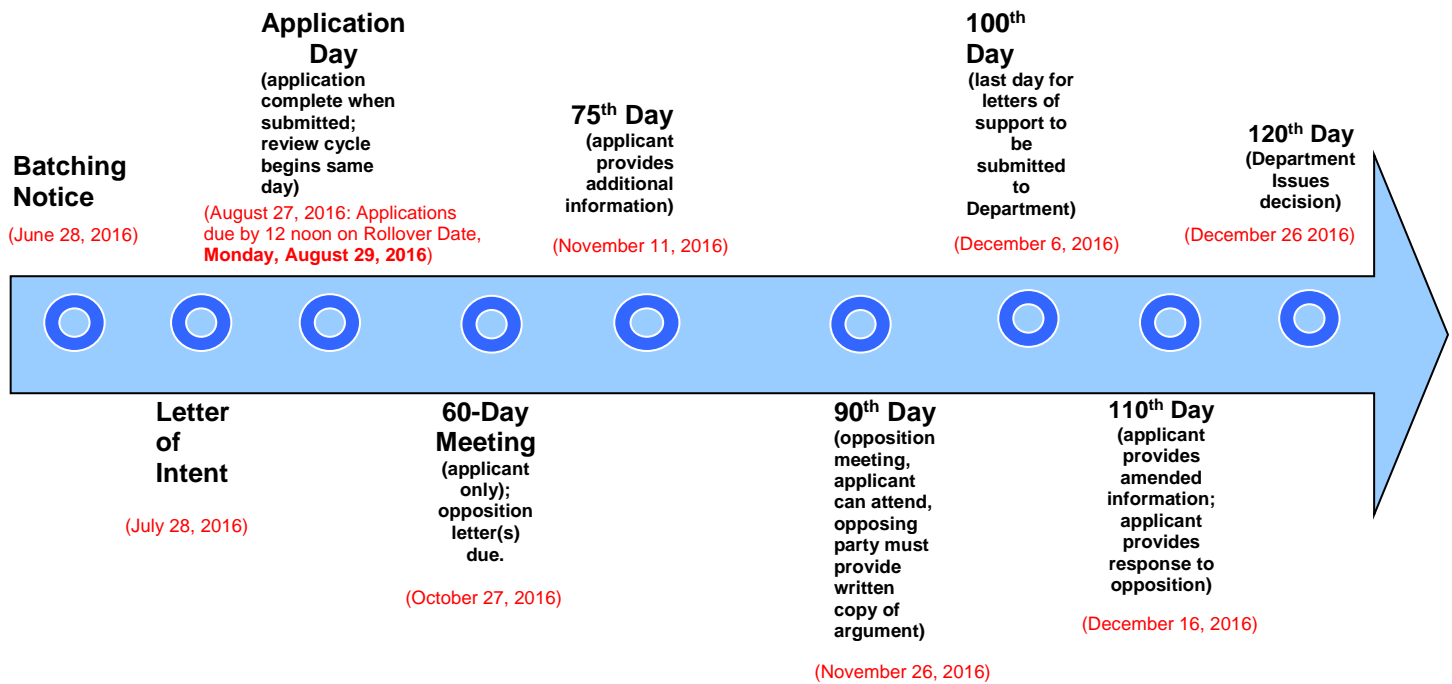 Batching
Notice
(June 28, 2016)
Letter
of
Intent
(July 28, 2016)
Application
Day
(application
complete when
submitted;
review cycle
begins same
day)
(August 27, 2016: Applications
due by 12 noon on Rollover Date,
Monday, August 29, 2016)
60-Day
Meeting
(applicant
only);
opposition
letter(s)
due.
(October 27, 2016)
75th Day
(applicant
provides
additional
information)
(November 11, 2016)
90th Day
(opposition
meeting,
applicant
can attend,
opposing
party must
provide
written
copy of
argument)
(November 26, 2016)
100th
Day
(last day for
letters of
support to
be
submitted
to
Department)
(December 6, 2016)
110th Day
(applicant
provides
amended
information;
applicant
provides
response to
opposition)
(December 16, 2016)
120th Day
(Department
Issues
decision)
(December 26 2016)